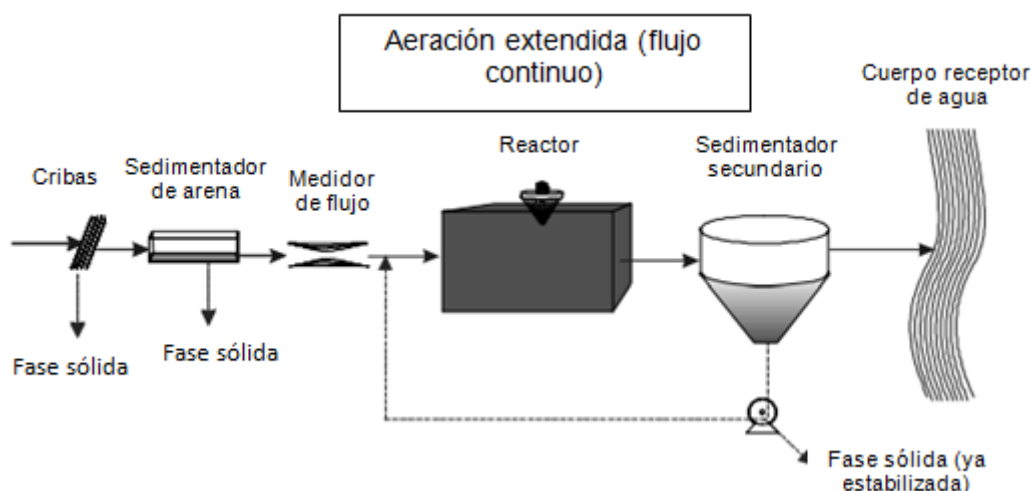 Aeración extendida (flujo
continuo)
Cuerpo receptor
de agua
Cribas
Sedimentador
de arena
Medidor
de flujo
Reactor
Sedimentador
secundario
Fase sólida
Fase sólida
Fase sólida (ya
estabilizada)